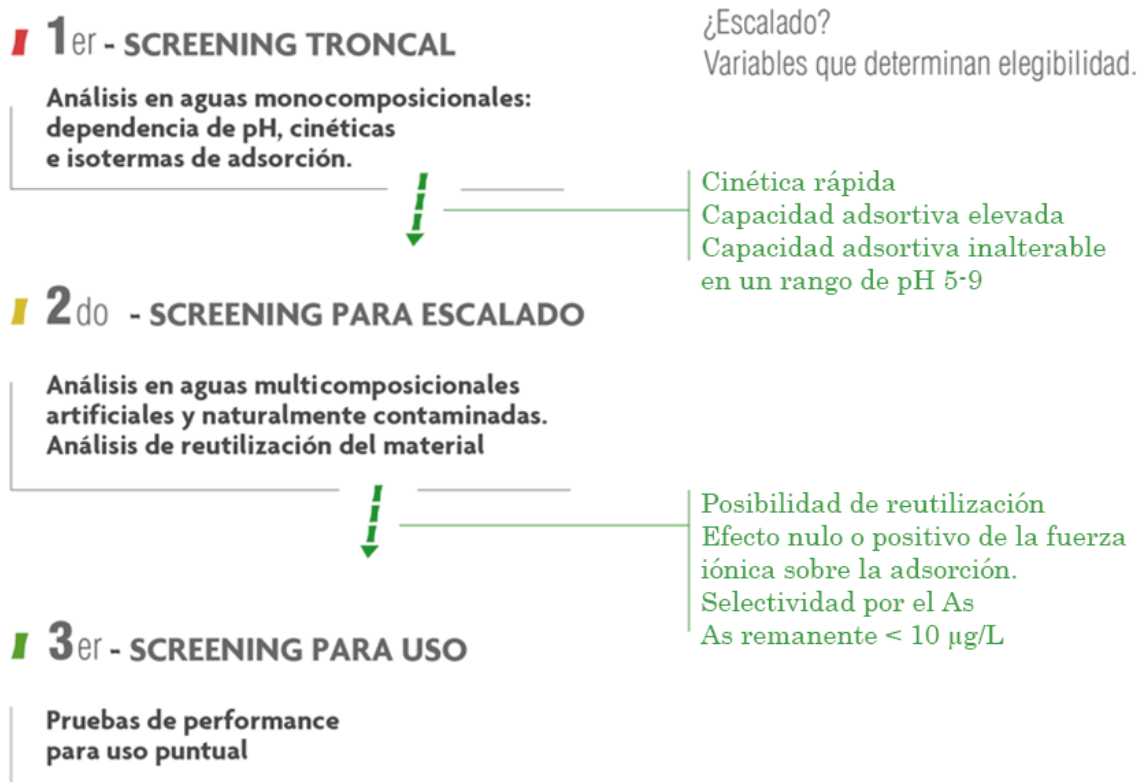 1er - SCREENING TRONCAL
¿Escalado?
Variables que determinan elegibilidad.
Análisis en aguas monocomposicionales:
dependencia de pH, cinéticas
e isotermas de adsorción.
Cinética rápida
Capacidad adsortiva elevada
Capacidad adsortiva inalterable
en un rango de pH 5-9
2do - SCREENING PARA ESCALADO
Análisis en aguas multicomposicionales
artificiales y naturalmente contaminadas.
Análisis de reutilización del material
Posibilidad de reutilización
Efecto nulo o positivo de la fuerza
iónica sobre la adsorción.
Selectividad por el As
As remanente < 10 µg/L
3er - SCREENING PARA USO
Pruebas de performance
para uso puntual